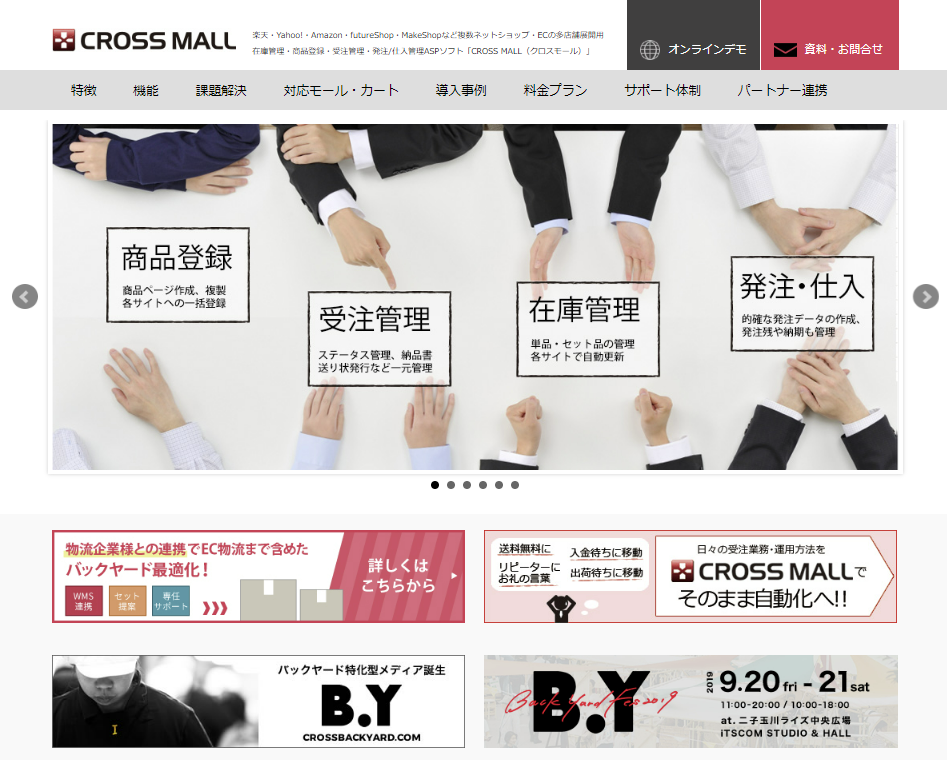 CROSS MALL
楽天・Yahoo!・Amazon・futureShop・MakeShopなど複数ネットショップ・ECの多店舗展開用
在庫管理・商品登録・受注管理・発注/仕入管理ASPソフト「CROSS MALL（クロスモール）」
オンラインデモ
資料・お問合せ
特徴 機能 課題解決 対応モール・カート 導入事例 料金プラン サポート体制 パートナー連携
商品登録
商品ページ作成、複製
各サイトへの一括登録
受注管理
ステータス管理、納品書
送り状発行など一元管理
在庫管理
単品・セット品の管理
各サイトで自動更新
発注・仕入
的確な発注データの作成、
発注残や納期も管理
物流企業様との連携でEC物流まで含めた
バックヤード最適化！
WMS
連携
セット
提案
専任
サポート
詳しくは
こちらから
送料無料に
リピーターに
お礼の言葉
入金待ちに移動
出荷待ちに移動
日々の受注業務・運用方法を
CROSS MALLで
そのまま自動化へ!!
バックヤード特化型メディア誕生
B.Y
CROSSBACKYARD.COM
B.Y
Back Yard Fes 2019
2019
9.20 fri - 21 sat
11:00-20:00 / 10:00-18:00
at. 二子玉川ライズ中央広場
iTSCOM STUDIO & HALL